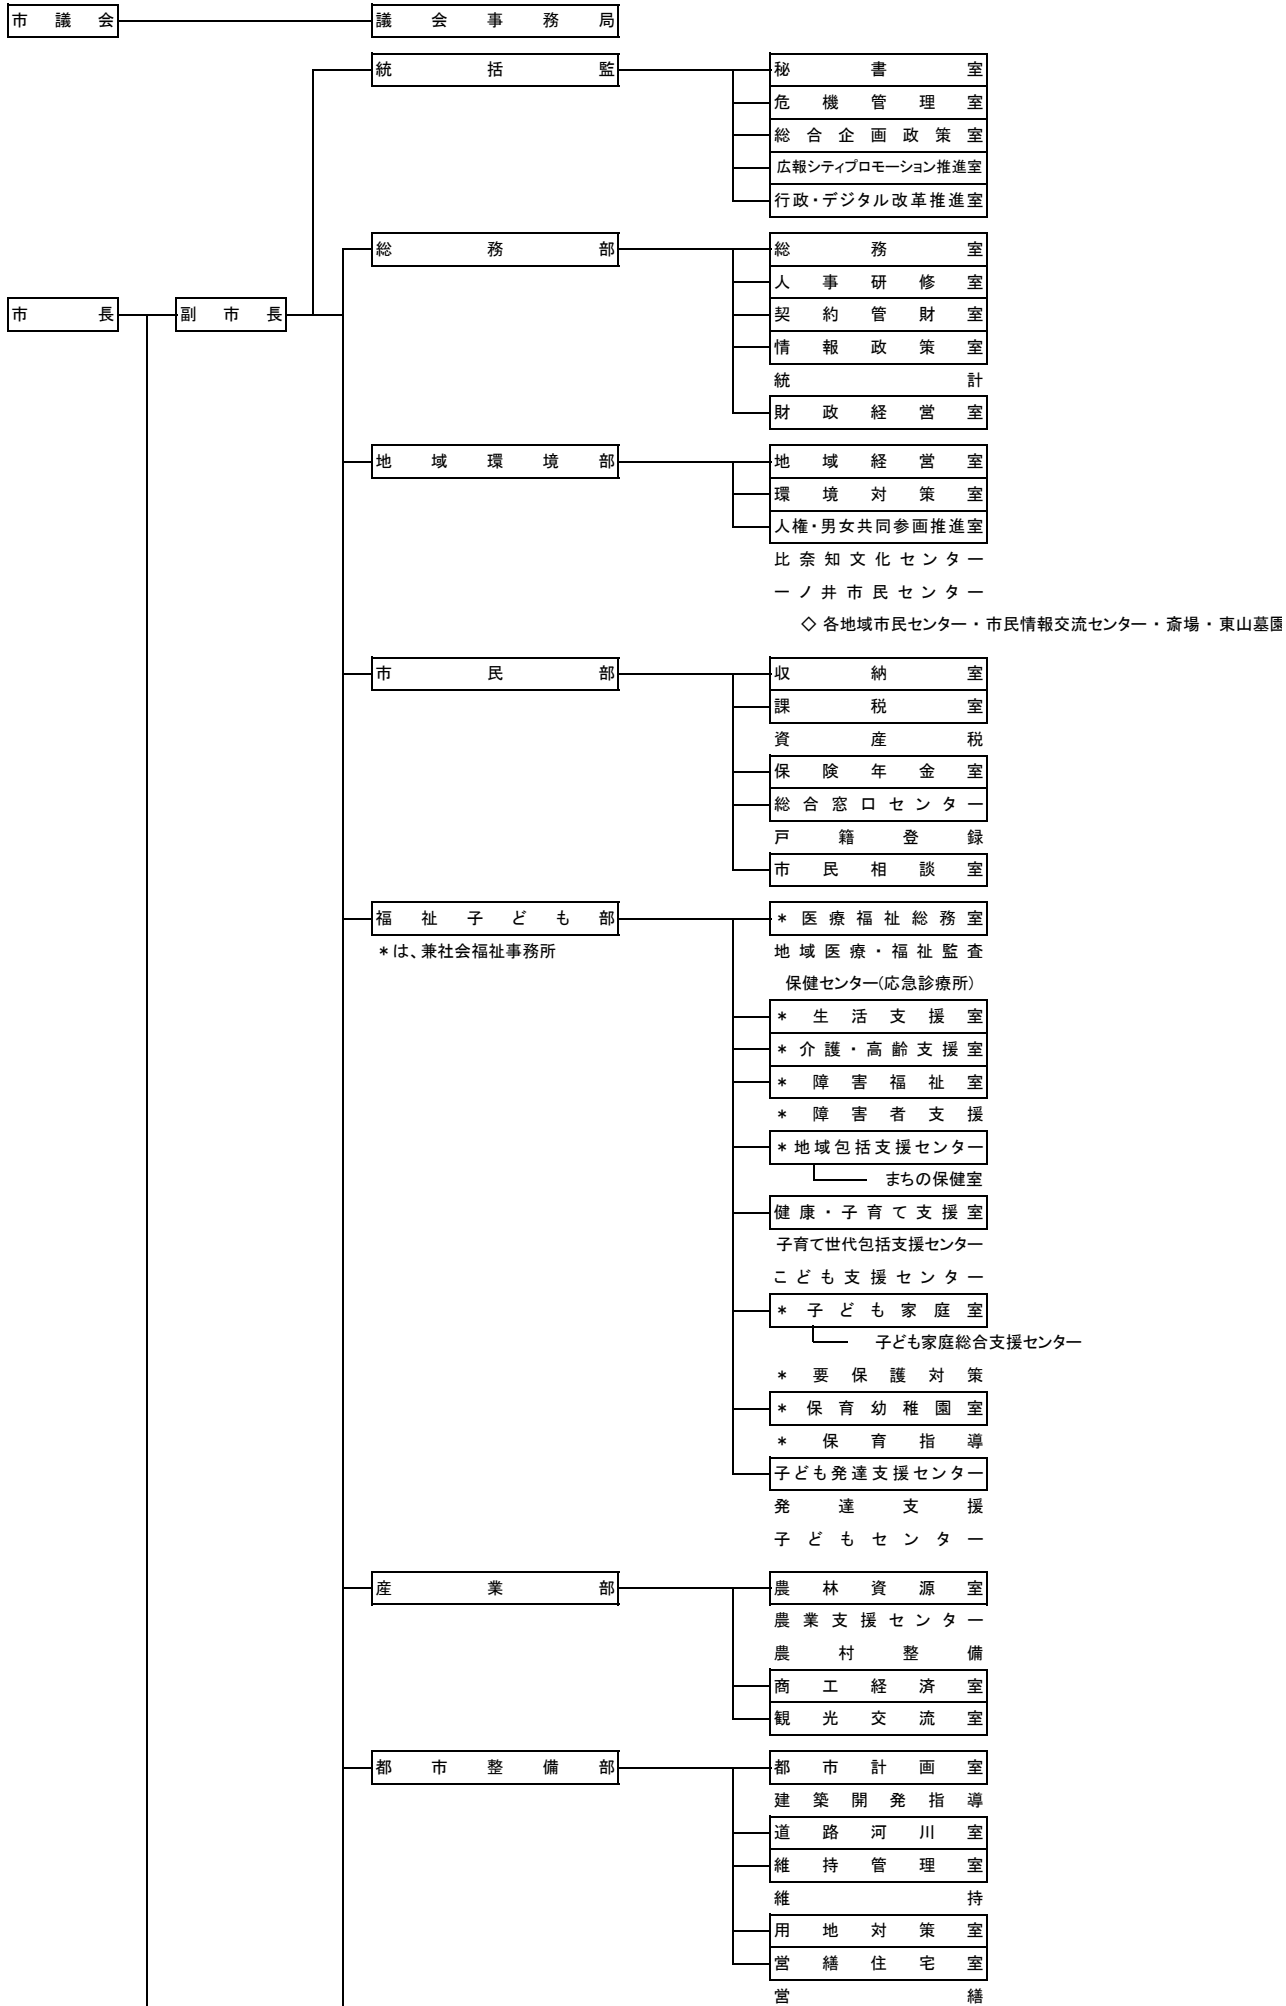 市議会 議会事務局
統括監 秘書室
危機管理室
総合企画政策室
広報シティプロモーション推進室
行政・デジタル改革推進室
総務部 総務室
人事研修室
市長 副市長 契約管財室
情報政策室
統計
財政経営室
地域環境部 地域経営室
環境対策室
人権・男女共同参画推進室
比奈知文化センター
一ノ井市民センター
◇ 各地域市民センター・市民情報交流センター・斎場・東山墓園
市民部 収納室
課税室
資産税
保険年金室
総合窓口センター
戸籍登録
市民相談室
福祉子ども部 *医療福祉総務室
*は、兼社会福祉事務所 地域医療・福祉監査
保健センター(応急診療所)
*生活支援室
*介護・高齢支援室
*障害福祉室
*障害者支援
*地域包括支援センター
まちの保健室
健康・子育て支援室
子育て世代包括支援センター
こども支援センター
*子ども家庭室
子ども家庭総合支援センター
*要保護対策
*保育幼稚園室
*保育指導
子ども発達支援センター
発達支援
子どもセンター
産業部 農林資源室
農業支援センター
農村整備
商工経済室
観光交流室
都市整備部 都市計画室
建築開発指導
道路河川室
維持管理室
維持
用地対策室
営繕住宅室
営繕